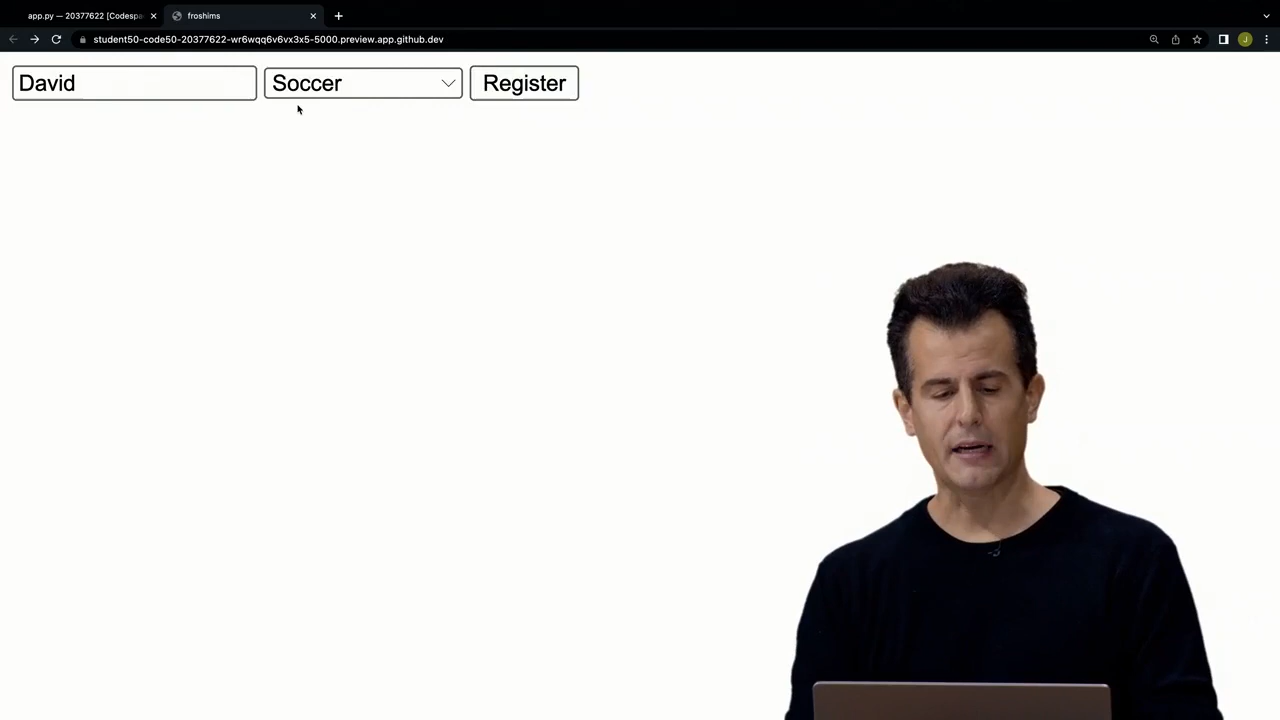 app.py — 20377622 [Codespa
froshims
student50-code50-20377622-wr6wqq6v6vx3x5-5000.preview.app.github.dev
J
David Soccer Register